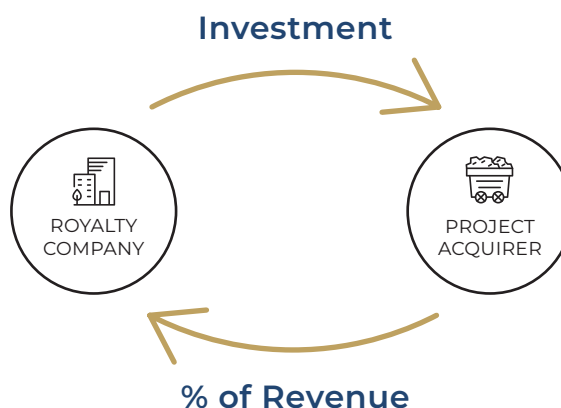 Investment
ROYALTY
COMPANY
PROJECT
ACQUIRER
% of Revenue